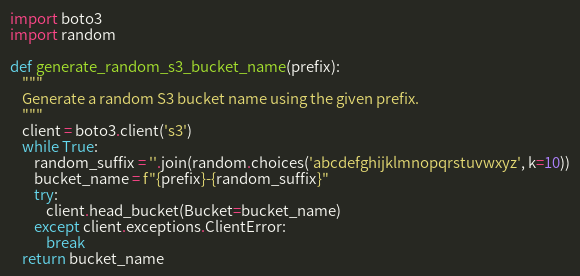 import boto3
import random

def generate_random_s3_bucket_name(prefix):
    """
    Generate a random S3 bucket name using the given prefix.
    """
    client = boto3.client('s3')
    while True:
        random_suffix = ''.join(random.choices('abcdefghijklmnopqrstuvwxyz', k=10))
        bucket_name = f"{prefix}-{random_suffix}"
        try:
            client.head_bucket(Bucket=bucket_name)
        except client.exceptions.ClientError:
            break
    return bucket_name